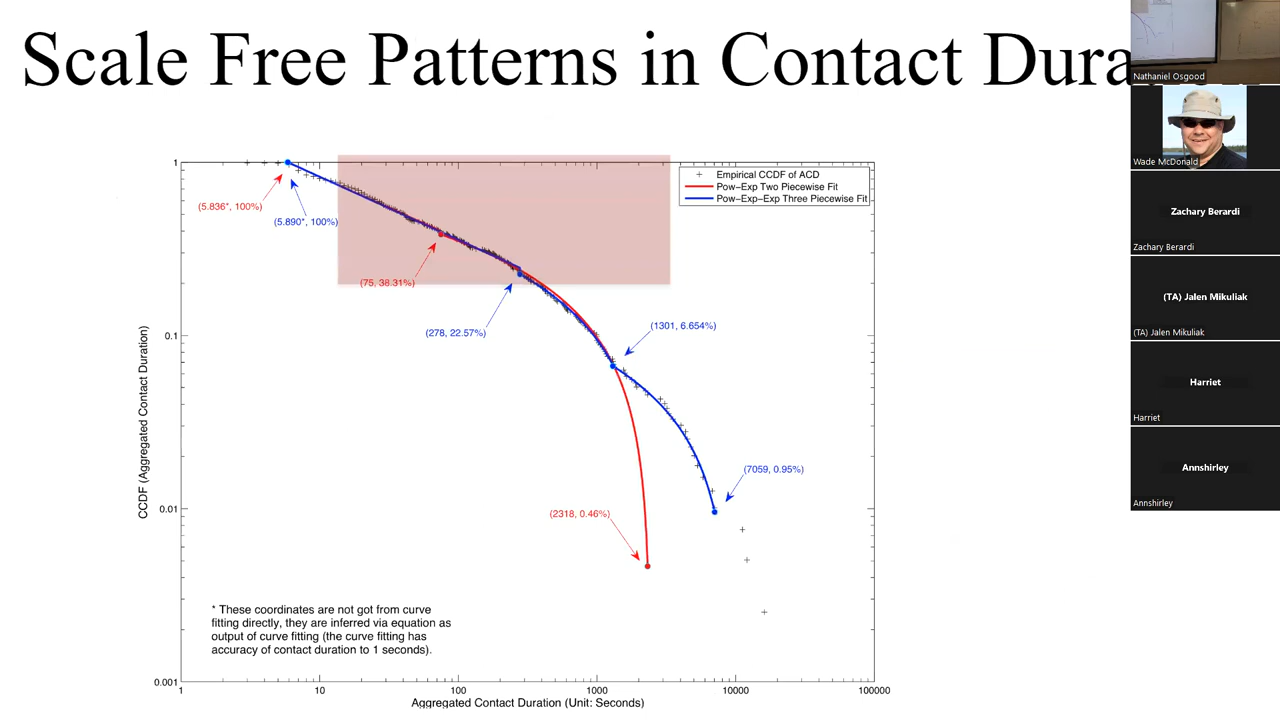 Scale Free Patterns in Contact Dura
Nathaniel Osgood
Wade McDonald
Zachary Berardi
Zachary Berardi
(TA) Jalen Mikuliak
(TA) Jalen Mikuliak
Harriet
Harriet
Annshirley
Annshirley
Empirical CCDF of ACD
Pow-Exp Two Piecewise Fit
Pow-Exp-Exp Three Piecewise Fit
1
0.1
0.01
0.001
CCDF (Aggregated Contact Duration)
(5.836*, 100%)
(5.890*, 100%)
(75, 38.31%)
(278, 22.57%)
(1301, 6.654%)
(7059, 0.95%)
(2318, 0.46%)
* These coordinates are not got from curve
fitting directly, they are inferred via equation as
output of curve fitting (the curve fitting has
accuracy of contact duration to 1 seconds).
1 10 100 1000 10000 100000
Aggregated Contact Duration (Unit: Seconds)